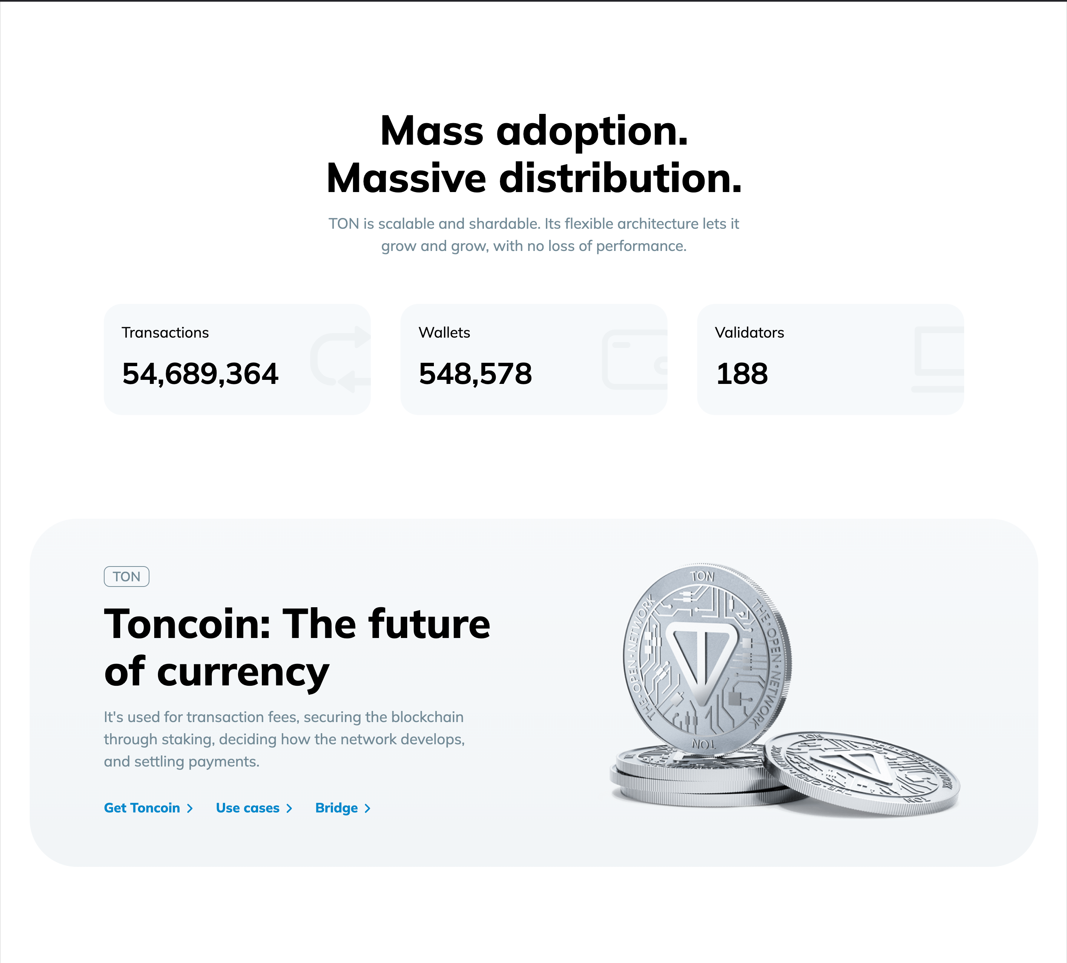 Mass adoption.
Massive distribution.
TON is scalable and shardable. Its flexible architecture lets it
grow and grow, with no loss of performance.
Transactions
54,689,364
Wallets
548,578
Validators
188
TON
Toncoin: The future
of currency
It's used for transaction fees, securing the blockchain
through staking, deciding how the network develops,
and settling payments.
Get Toncoin
Use cases
Bridge
TON
THE·OPEN·NETWORK
TON
THE·OPEN·NETWORK
TON
TON